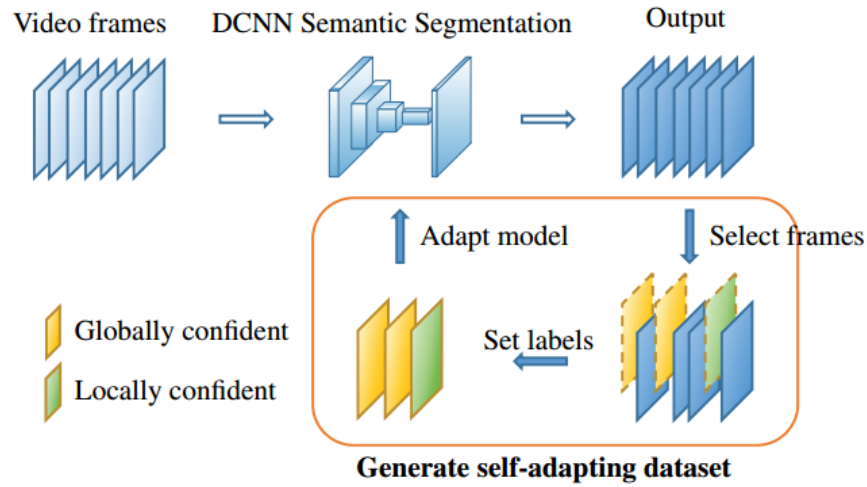 Video frames
DCNN Semantic Segmentation
Output
Adapt model
Select frames
Globally confident
Set labels
Locally confident
Generate self-adapting dataset